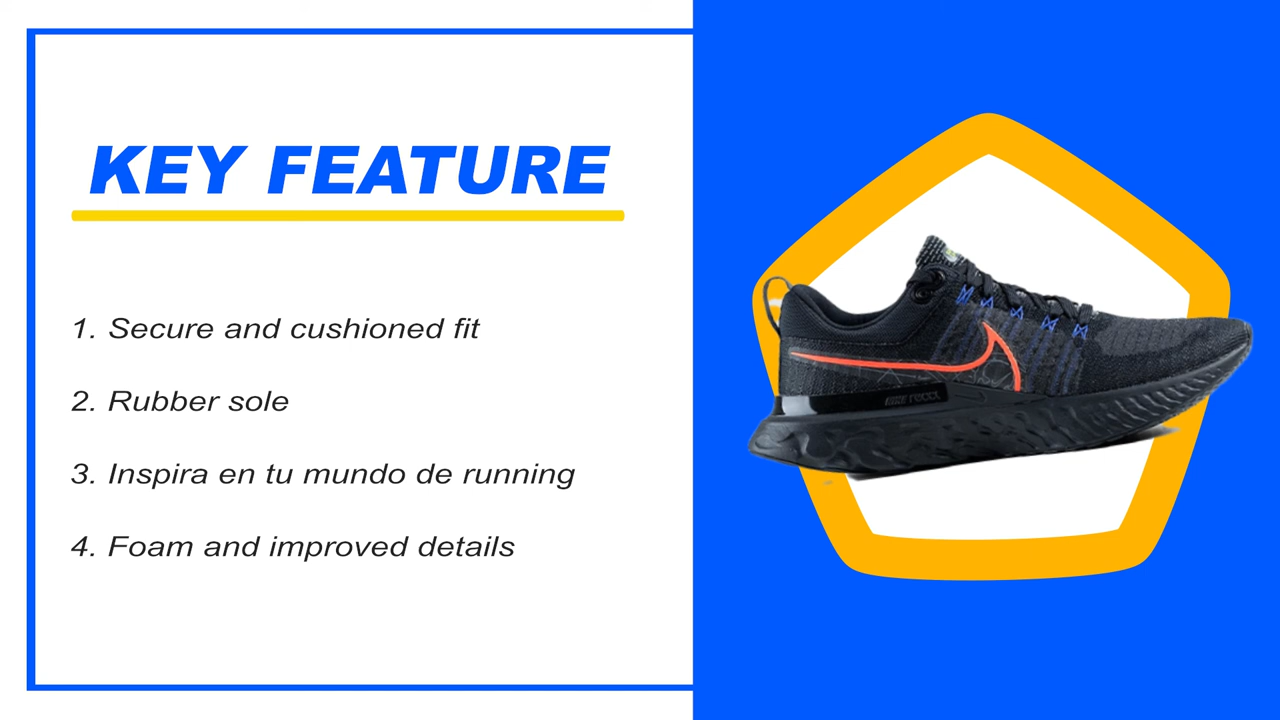 KEY FEATURE
1. Secure and cushioned fit
2. Rubber sole
3. Inspira en tu mundo de running
4. Foam and improved details